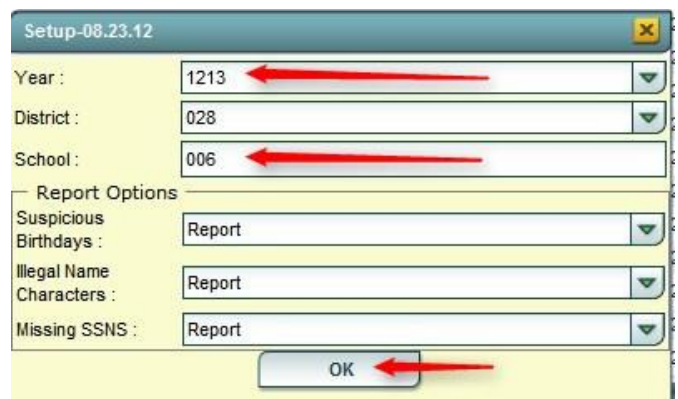 Setup-08.23.12
Year : 1213
District : 028
School : 006
Report Options
Suspicious
Birthdays : Report
Illegal Name
Characters : Report
Missing SSNS : Report
OK